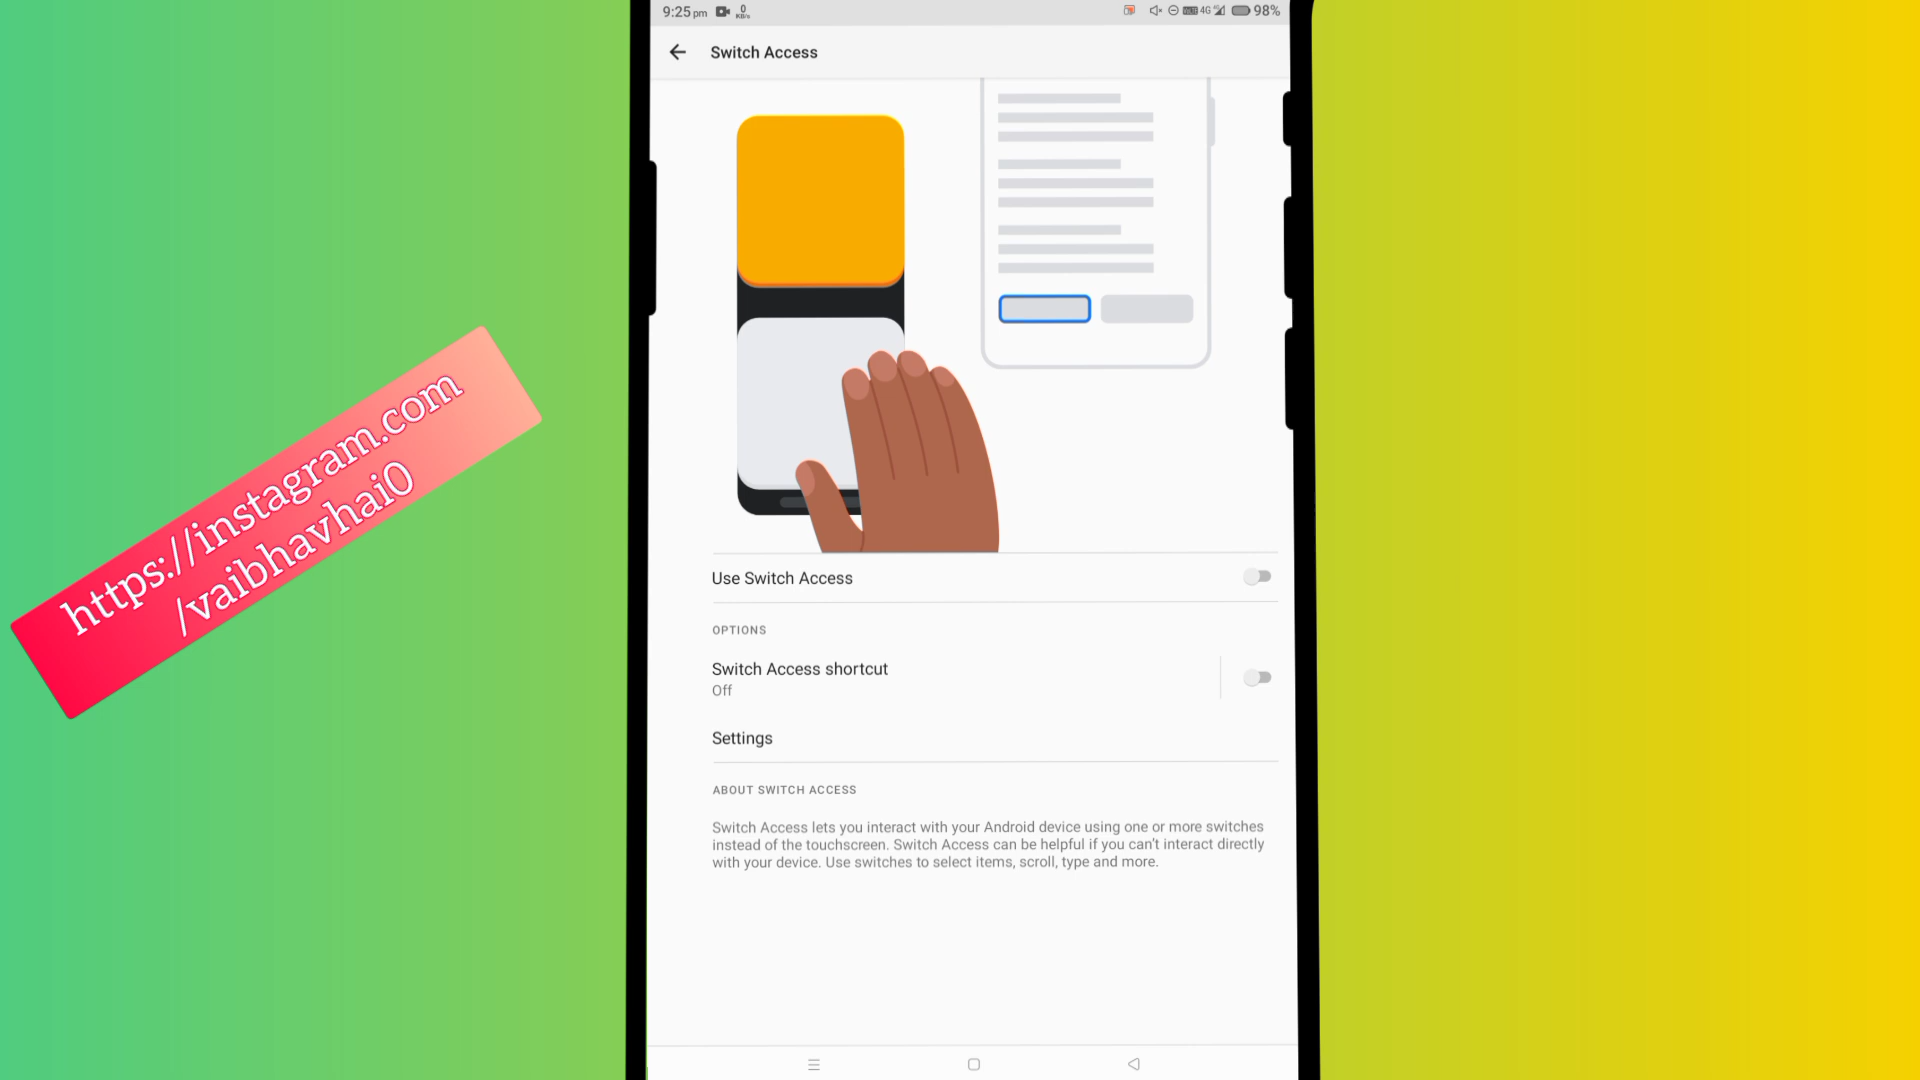 9:25 pm
0
KB/s
4G
98%
Switch Access
https://instagram.com
/vaibhavhai0
Use Switch Access
OPTIONS
Switch Access shortcut
Off
Settings
ABOUT SWITCH ACCESS
Switch Access lets you interact with your Android device using one or more switches
instead of the touchscreen. Switch Access can be helpful if you can't interact directly
with your device. Use switches to select items, scroll, type and more.